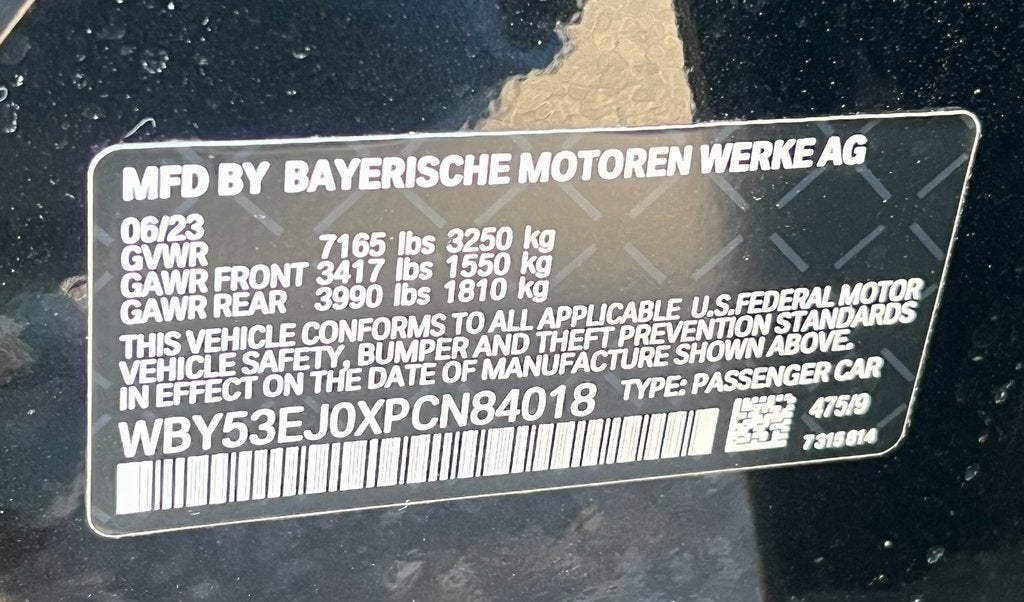 MFD BY BAYERISCHE MOTOREN WERKE AG
06/23
GVWR 7165 lbs 3250 kg
GAWR FRONT 3417 lbs 1550 kg
GAWR REAR 3990 lbs 1810 kg
THIS VEHICLE CONFORMS TO ALL APPLICABLE U.S.FEDERAL MOTOR
VEHICLE SAFETY, BUMPER AND THEFT PREVENTION STANDARDS
IN EFFECT ON THE DATE OF MANUFACTURE SHOWN ABOVE.
WBY53EJ0XPCN84018 TYPE: PASSENGER CAR
475/9
7315814